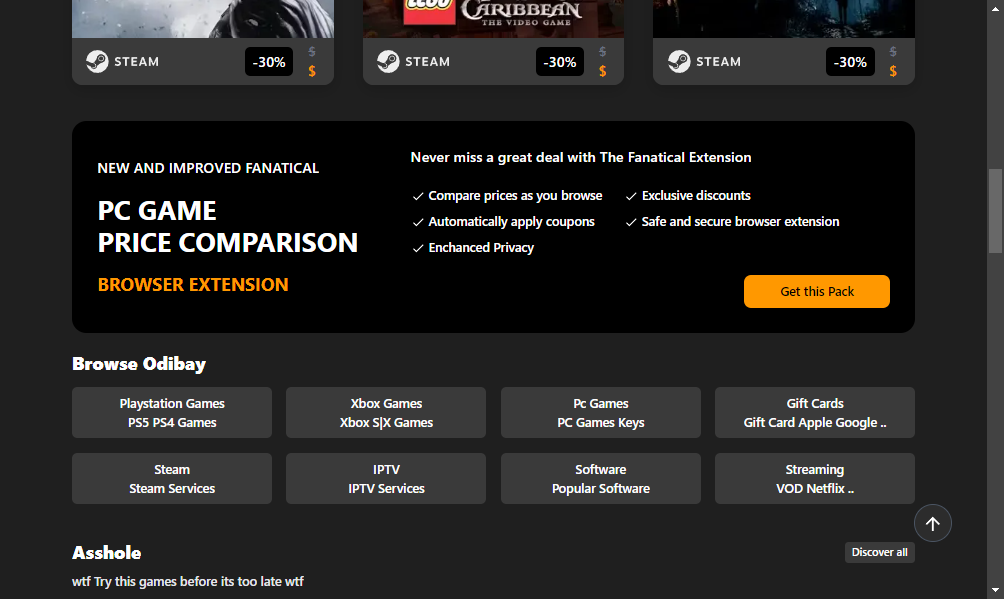 LEGO CARIBBEAN
THE VIDEO GAME
STEAM -30% $ $
STEAM -30% $ $
STEAM -30% $ $
NEW AND IMPROVED FANATICAL
PC GAME
PRICE COMPARISON
BROWSER EXTENSION
Never miss a great deal with The Fanatical Extension
Compare prices as you browse
Exclusive discounts
Automatically apply coupons
Safe and secure browser extension
Enchanced Privacy
Get this Pack
Browse Odibay
Playstation Games
PS5 PS4 Games
Xbox Games
Xbox S|X Games
Pc Games
PC Games Keys
Gift Cards
Gift Card Apple Google ..
Steam
Steam Services
IPTV
IPTV Services
Software
Popular Software
Streaming
VOD Netflix ..
Asshole
Discover all
wtf Try this games before its too late wtf